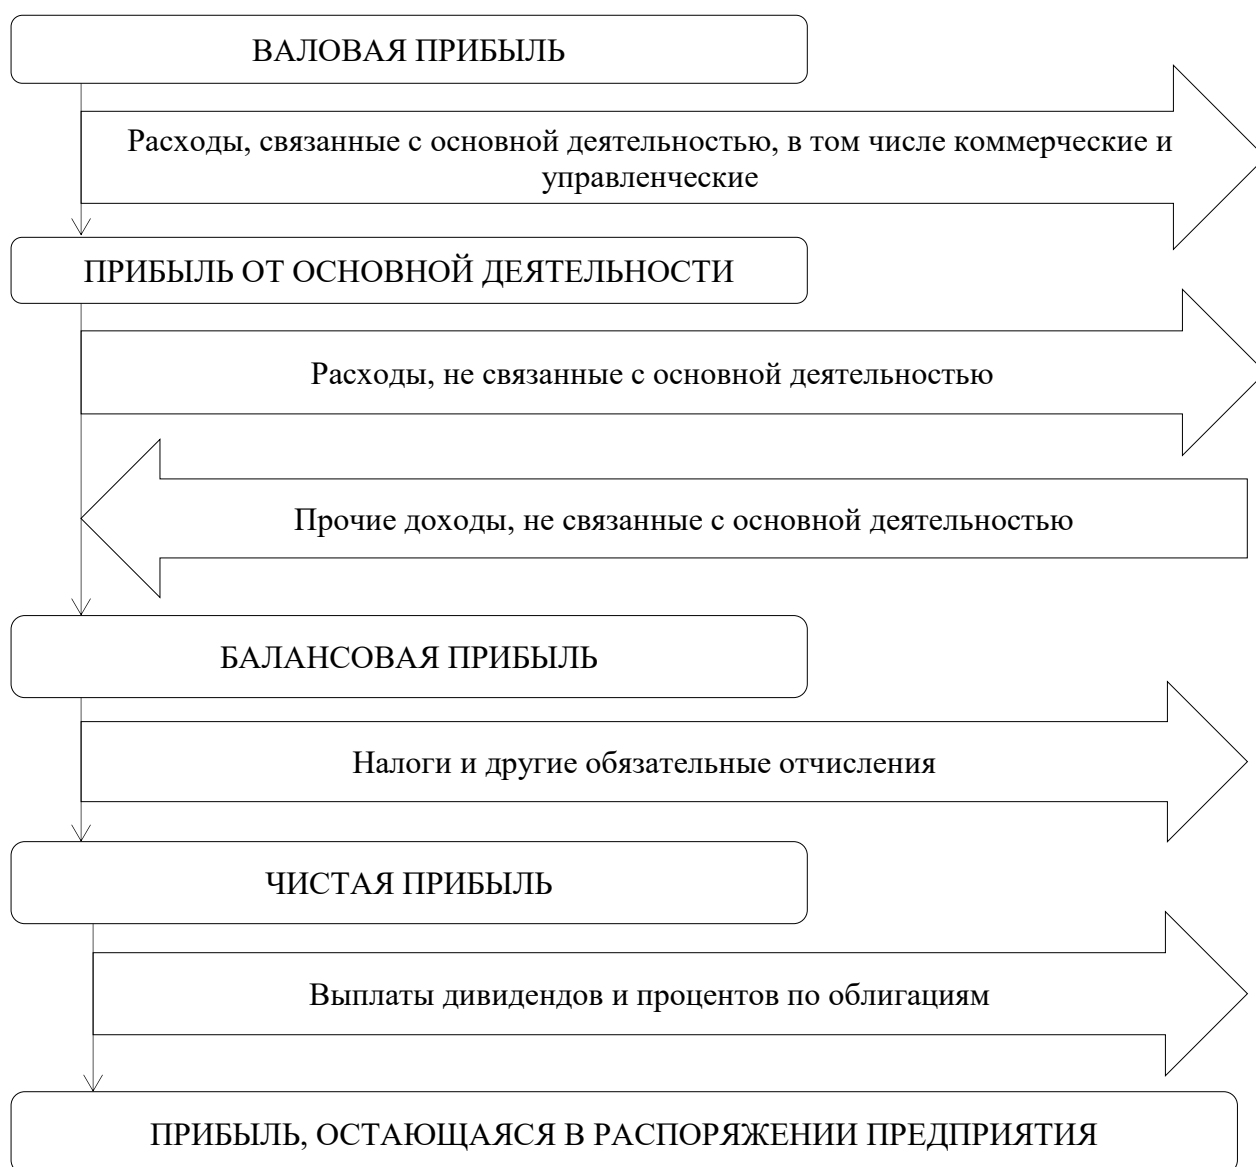 ВАЛОВАЯ ПРИБЫЛЬ
Расходы, связанные с основной деятельностью, в том числе коммерческие и
управленческие
ПРИБЫЛЬ ОТ ОСНОВНОЙ ДЕЯТЕЛЬНОСТИ
Расходы, не связанные с основной деятельностью
Прочие доходы, не связанные с основной деятельностью
БАЛАНСОВАЯ ПРИБЫЛЬ
Налоги и другие обязательные отчисления
ЧИСТАЯ ПРИБЫЛЬ
Выплаты дивидендов и процентов по облигациям
ПРИБЫЛЬ, ОСТАЮЩАЯСЯ В РАСПОРЯЖЕНИИ ПРЕДПРИЯТИЯ